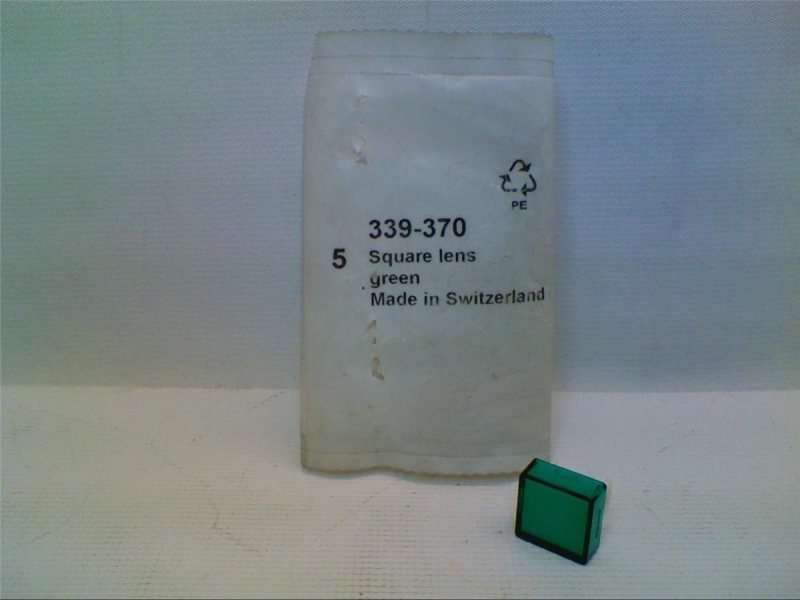 PE
339-370
5
Square lens
green
Made in Switzerland